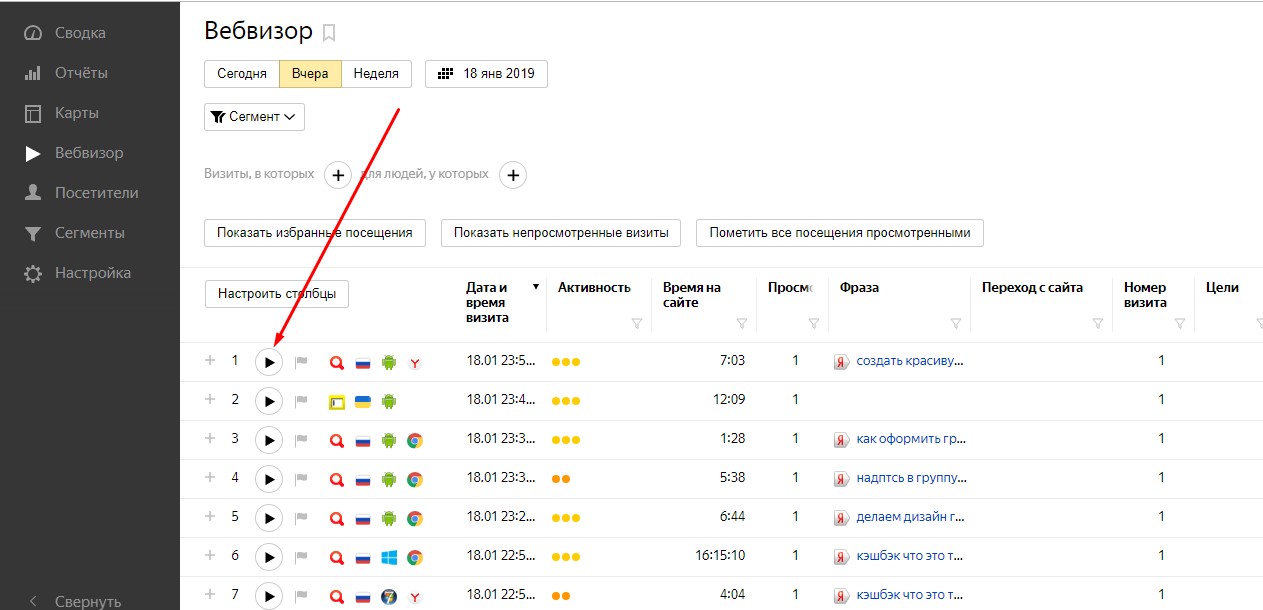 Сводка
Отчёты
Карты
Вебвизор
Посетители
Сегменты
Настройка
Свернуть
Вебвизор
Сегодня Вчера Неделя 18 янв 2019
Сегмент
Визиты, в которых + для людей, у которых +
Показать избранные посещения Показать непросмотренные визиты Пометить все посещения просмотренными
Настроить столбцы
Дата и время визита
Активность
Время на сайте
Просм
Фраза
Переход с сайта
Номер визита
Цели
+ 1 18.01 23:5... 7:03 1 Я создать красиву... 1
+ 2 18.01 23:4... 12:09 1 1
+ 3 18.01 23:3... 1:28 1 Я как оформить гр... 1
+ 4 18.01 23:3... 5:38 1 Я надптсь в группу... 1
+ 5 18.01 23:2... 6:44 1 Я делаем дизайн г... 1
+ 6 18.01 22:5... 16:15:10 1 Я кэшбэк что это т... 1
+ 7 18.01 22:5... 4:04 1 Я кэшбэк что это т... 1